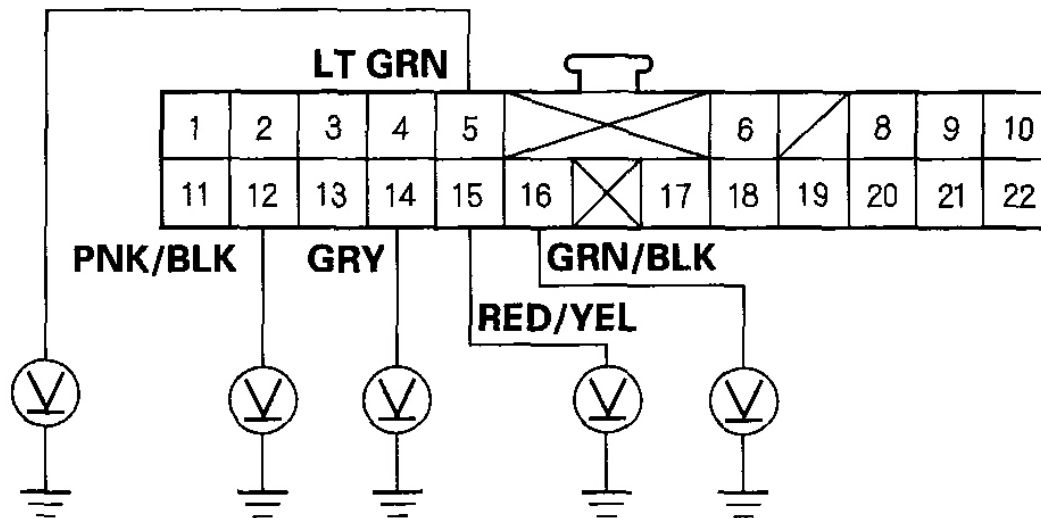 LT GRN
1 2 3 4 5 6 8 9 10
11 12 13 14 15 16 17 18 19 20 21 22
PNK/BLK GRY GRN/BLK
RED/YEL
V V V V V